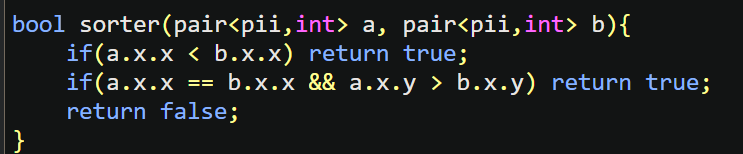 bool sorter(pair<pii,int> a, pair<pii,int> b){
    if(a.x.x < b.x.x) return true;
    if(a.x.x == b.x.x && a.x.y > b.x.y) return true;
    return false;
}